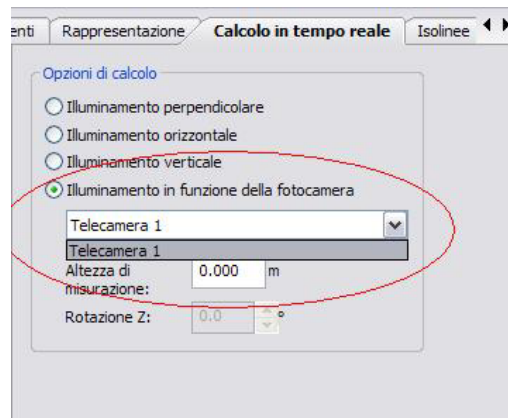 enti Rappresentazione Calcolo in tempo reale Isolinee
Opzioni di calcolo
Illuminamento perpendicolare
Illuminamento orizzontale
Illuminamento verticale
Illuminamento in funzione della fotocamera
Telecamera 1
Telecamera 1
Altezza di 0.000 m
misurazione:
Rotazione Z: 0.0 °